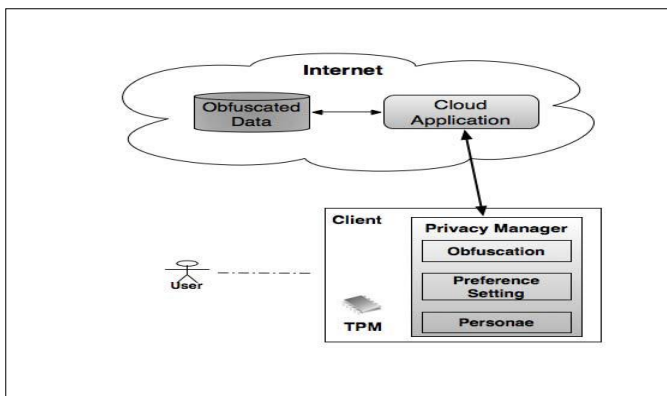 Internet
Obfuscated
Data
Cloud
Application
Client
Privacy Manager
Obfuscation
Preference
Setting
Personae
User
TPM